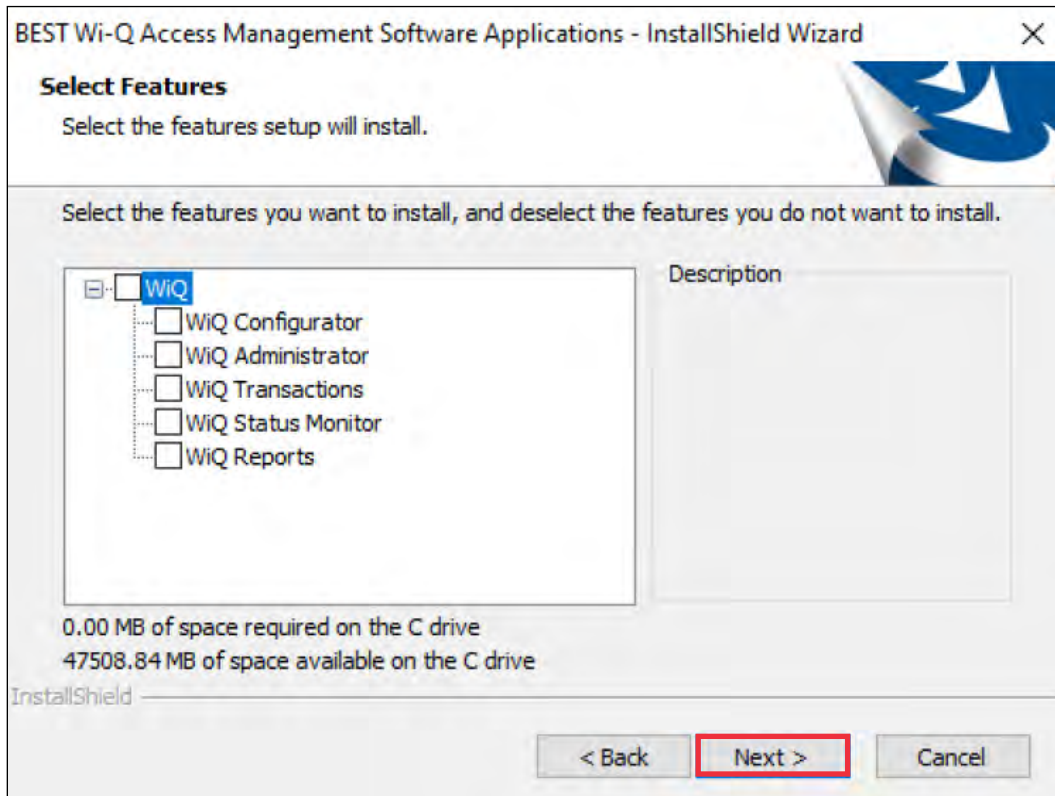 BEST Wi-Q Access Management Software Applications - InstallShield Wizard
Select Features
Select the features setup will install.
Select the features you want to install, and deselect the features you do not want to install.
WiQ
WiQ Configurator
WiQ Administrator
WiQ Transactions
WiQ Status Monitor
WiQ Reports
Description
0.00 MB of space required on the C drive
47508.84 MB of space available on the C drive
InstallShield
< Back Next > Cancel